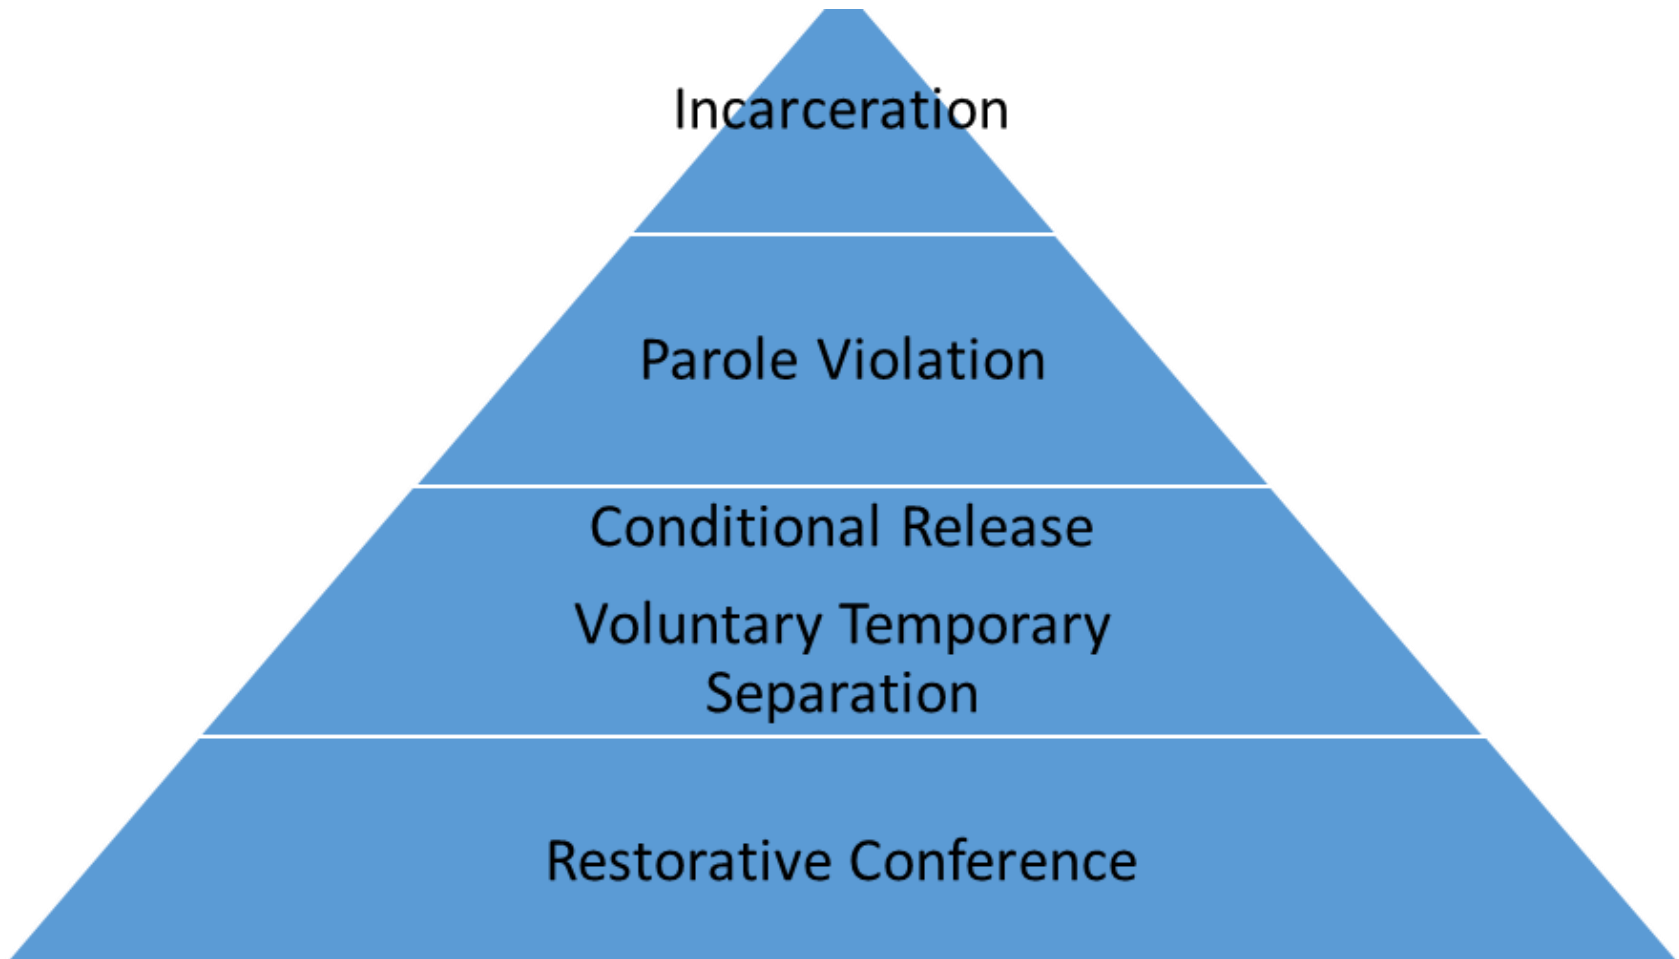 Incarceration
Parole Violation
Conditional Release
Voluntary Temporary
Separation
Restorative Conference